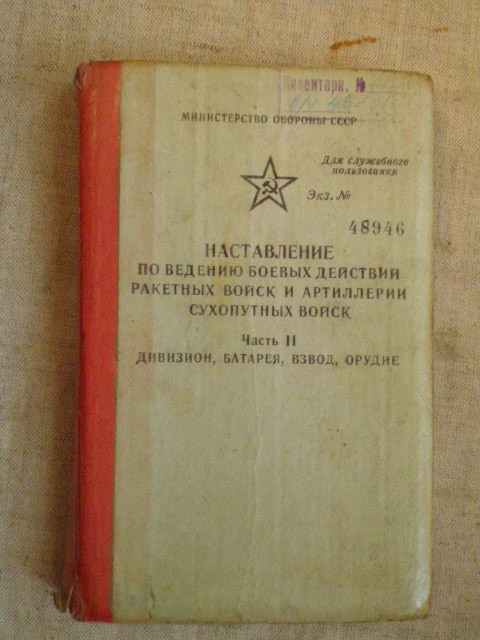 Инвентарн. №
МИНИСТЕРСТВО ОБОРОНЫ СССР
Для служебного
пользования
Экз. №
48946
НАСТАВЛЕНИЕ
ПО ВЕДЕНИЮ БОЕВЫХ ДЕЙСТВИЙ
РАКЕТНЫХ ВОЙСК И АРТИЛЛЕРИИ
СУХОПУТНЫХ ВОЙСК
Часть II
ДИВИЗИОН, БАТАРЕЯ, ВЗВОД, ОРУДИЕ